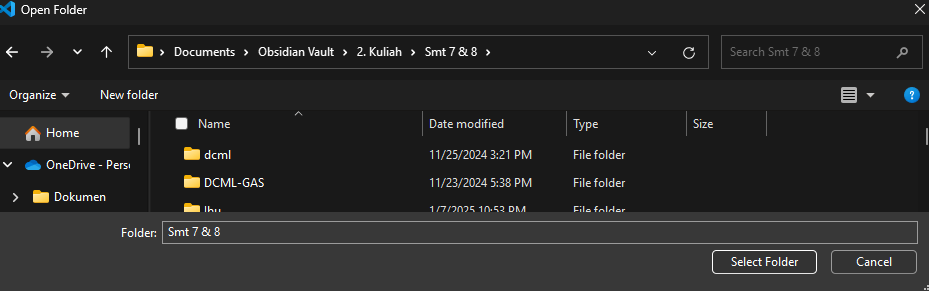 Open Folder
Documents > Obsidian Vault > 2. Kuliah > Smt 7 & 8 >
Search Smt 7 & 8
Organize
New folder
Name
Date modified
Type
Size
Home
OneDrive - Perso
Dokumen
dcml 11/25/2024 3:21 PM File folder
DCML-GAS 11/23/2024 5:38 PM File folder
1/7/2025 10:53 PM File folder
Folder: Smt 7 & 8
Select Folder
Cancel